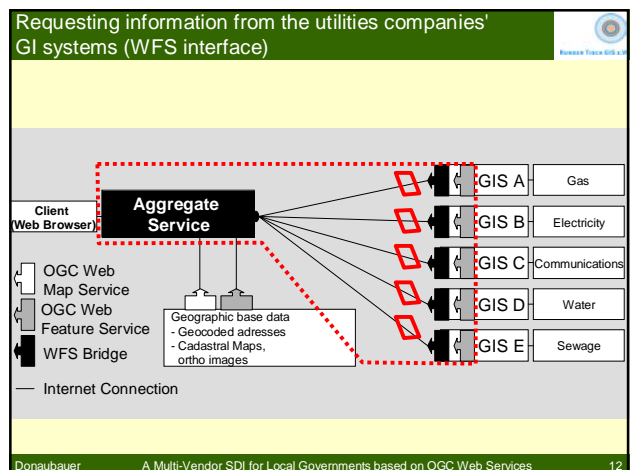 Requesting information from the utilities companies'
GI systems (WFS interface)
Runder Tisch GIS e.V
Client
(Web Browser)
Aggregate
Service
GIS A
Gas
GIS B
Electricity
GIS C
Communications
GIS D
Water
GIS E
Sewage
OGC Web
Map Service
OGC Web
Feature Service
WFS Bridge
Internet Connection
Geographic base data
- Geocoded adresses
- Cadastral Maps,
ortho images
Donaubauer
A Multi-Vendor SDI for Local Governments based on OGC Web Services
12